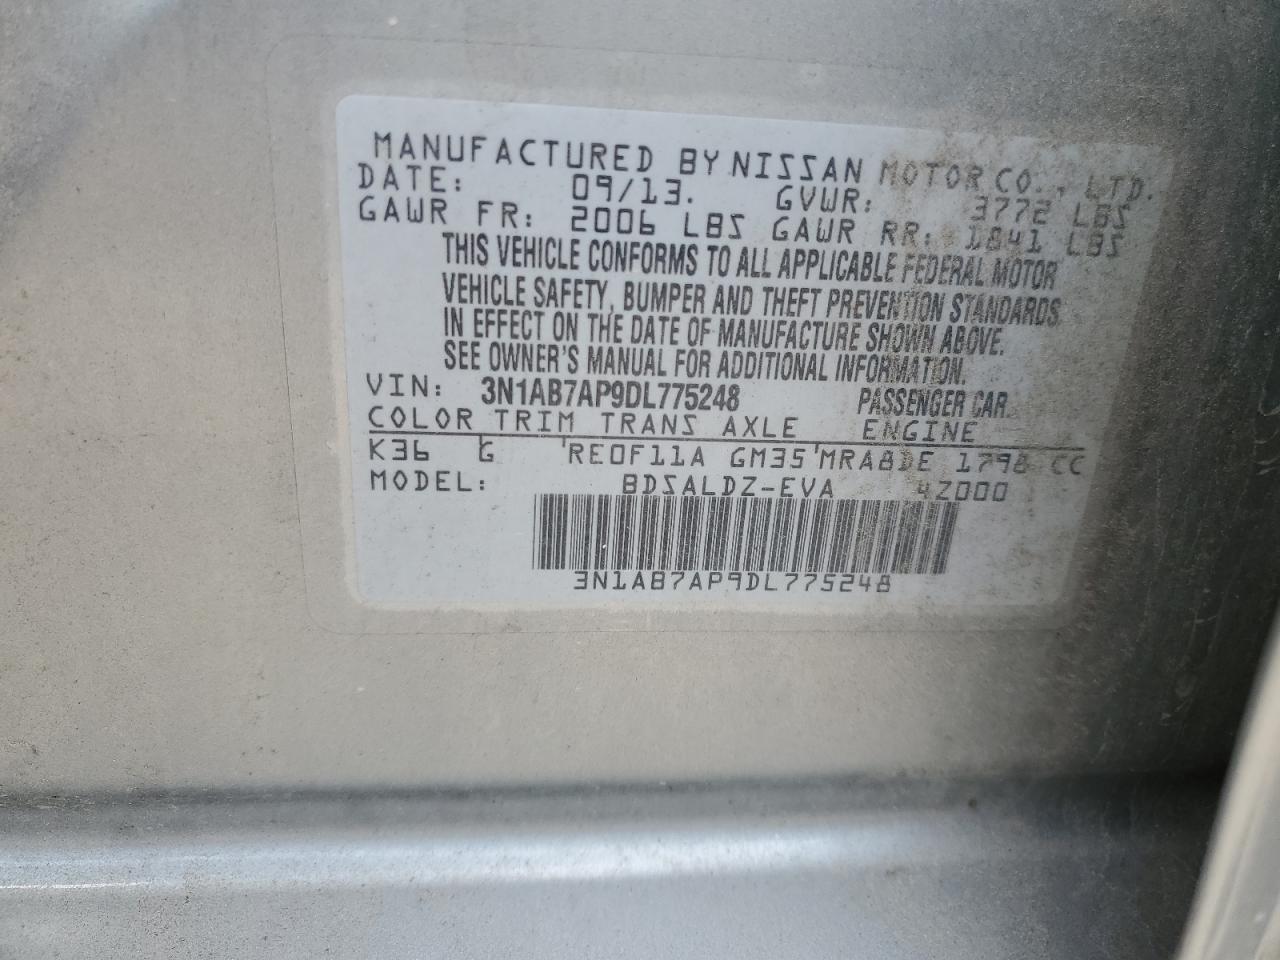 MANUFACTURED BY NISSAN MOTOR CO., LTD.
DATE: 09/13. GVWR: 3772 LBS
GAWR FR: 2006 LBS GAWR RR: 1841 LBS
THIS VEHICLE CONFORMS TO ALL APPLICABLE FEDERAL MOTOR
VEHICLE SAFETY, BUMPER AND THEFT PREVENTION STANDARDS
IN EFFECT ON THE DATE OF MANUFACTURE SHOWN ABOVE.
SEE OWNER'S MANUAL FOR ADDITIONAL INFORMATION.
VIN: 3N1AB7AP9DL775248 PASSENGER CAR
COLOR TRIM TRANS AXLE ENGINE
K36 G RE0F11A GM35 MRA8DE 1798 CC
MODEL: BDSALDZ-EVA 4Z000
3N1AB7AP9DL775248